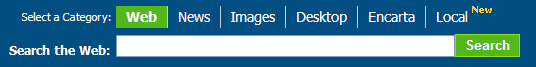 Select a Category: Web News Images Desktop Encarta Local New
Search the Web: Search